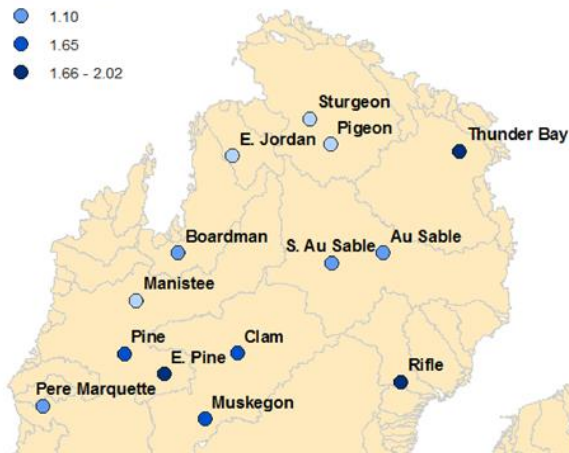 1.10
1.65
1.66 - 2.02
Sturgeon
Pigeon
Thunder Bay
E. Jordan
Boardman
S. Au Sable
Au Sable
Manistee
Pine
E. Pine
Clam
Rifle
Pere Marquette
Muskegon